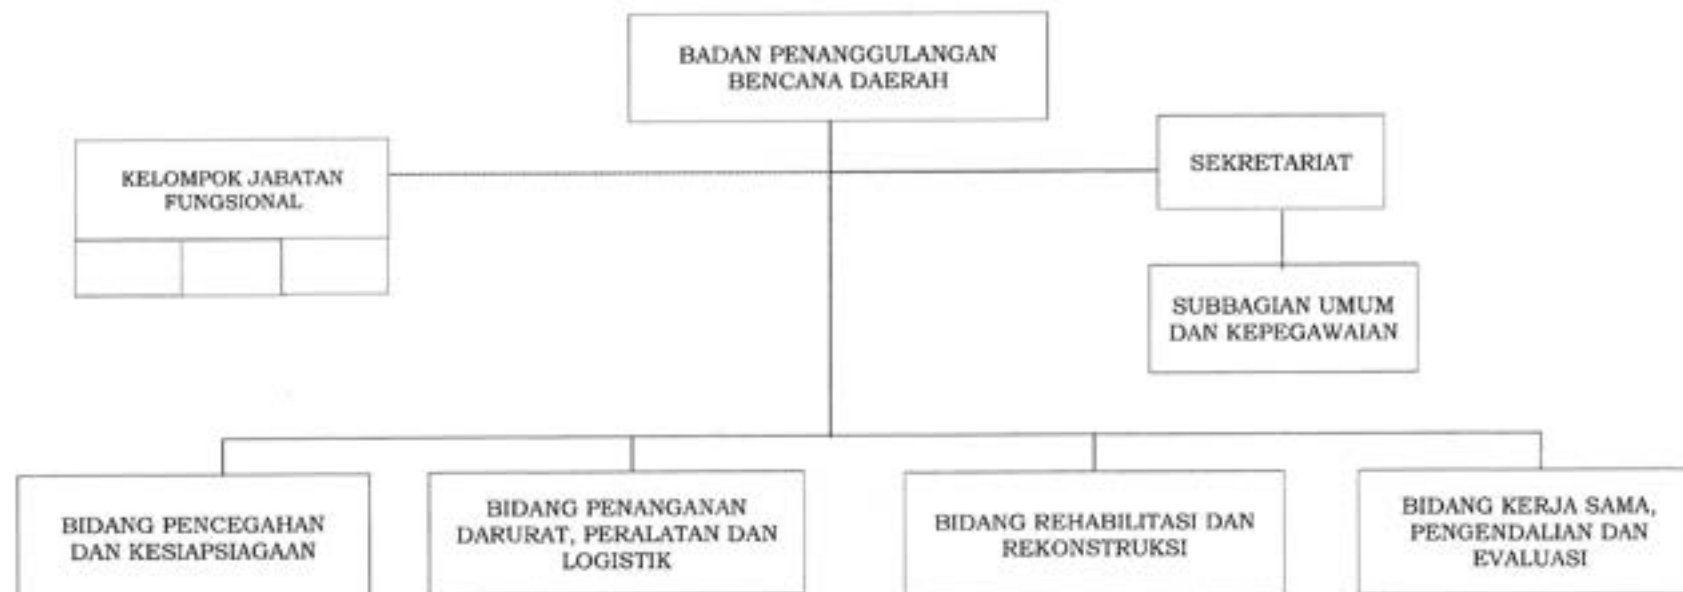 BADAN PENANGGULANGAN
BENCANA DAERAH
KELOMPOK JABATAN
FUNGSIONAL
SEKRETARIAT
SUBBAGIAN UMUM
DAN KEPEGAWAIAN
BIDANG PENCEGAHAN
DAN KESIAPSIAGAAN
BIDANG PENANGANAN
DARURAT, PERALATAN DAN
LOGISTIK
BIDANG REHABILITASI DAN
REKONSTRUKSI
BIDANG KERJA SAMA,
PENGENDALIAN DAN
EVALUASI